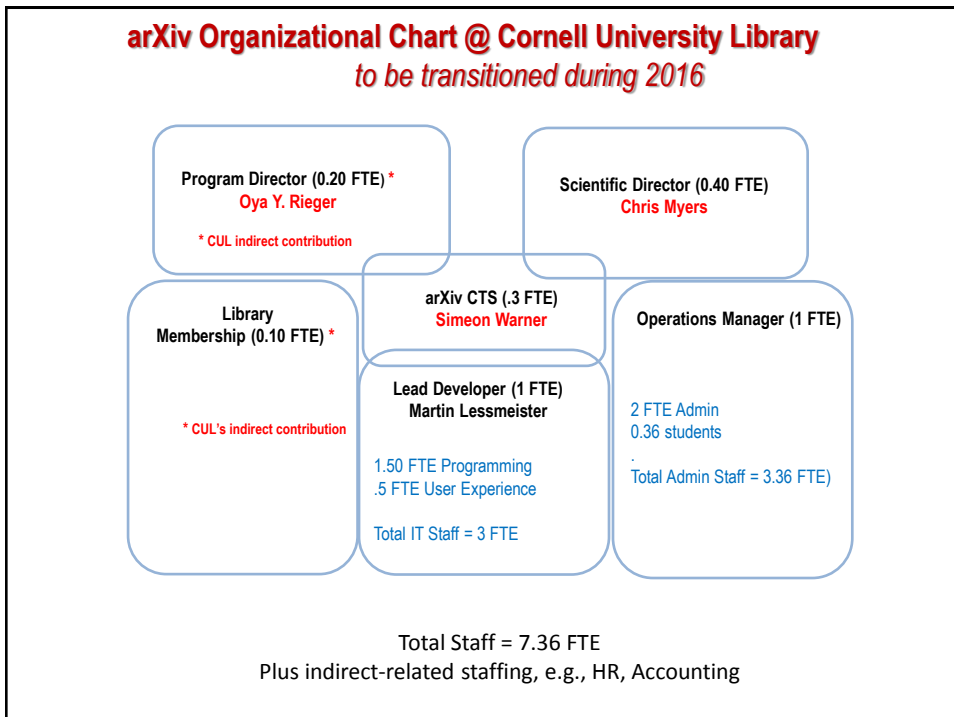 arXiv Organizational Chart @ Cornell University Library
to be transitioned during 2016
Program Director (0.20 FTE) *
Oya Y. Rieger
* CUL indirect contribution
Scientific Director (0.40 FTE)
Chris Myers
arXiv CTS (.3 FTE)
Simeon Warner
Library
Membership (0.10 FTE) *
* CUL's indirect contribution
Lead Developer (1 FTE)
Martin Lessmeister
1.50 FTE Programming
.5 FTE User Experience
Total IT Staff = 3 FTE
Operations Manager (1 FTE)
2 FTE Admin
0.36 students
.
Total Admin Staff = 3.36 FTE)
Total Staff = 7.36 FTE
Plus indirect-related staffing, e.g., HR, Accounting